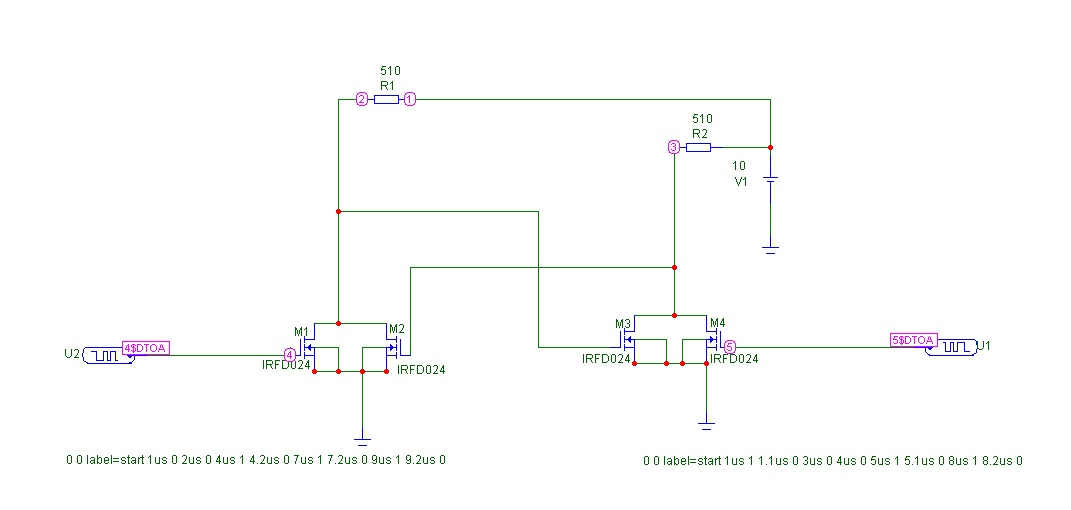 510
R1
2
1
510
R2
3
10
V1
M1
M2
M3
M4
U2
4$DTOA
4
IRFD024
IRFD024
IRFD024
5
IRFD024
5$DTOA
U1
0 0 label=start 1us 0 2us 0 4us 1 4.2us 0 7us 1 7.2us 0 9us 1 9.2us 0
0 0 label=start 1us 1 1.1us 0 3us 0 4us 0 5us 1 5.1us 0 8us 1 8.2us 0